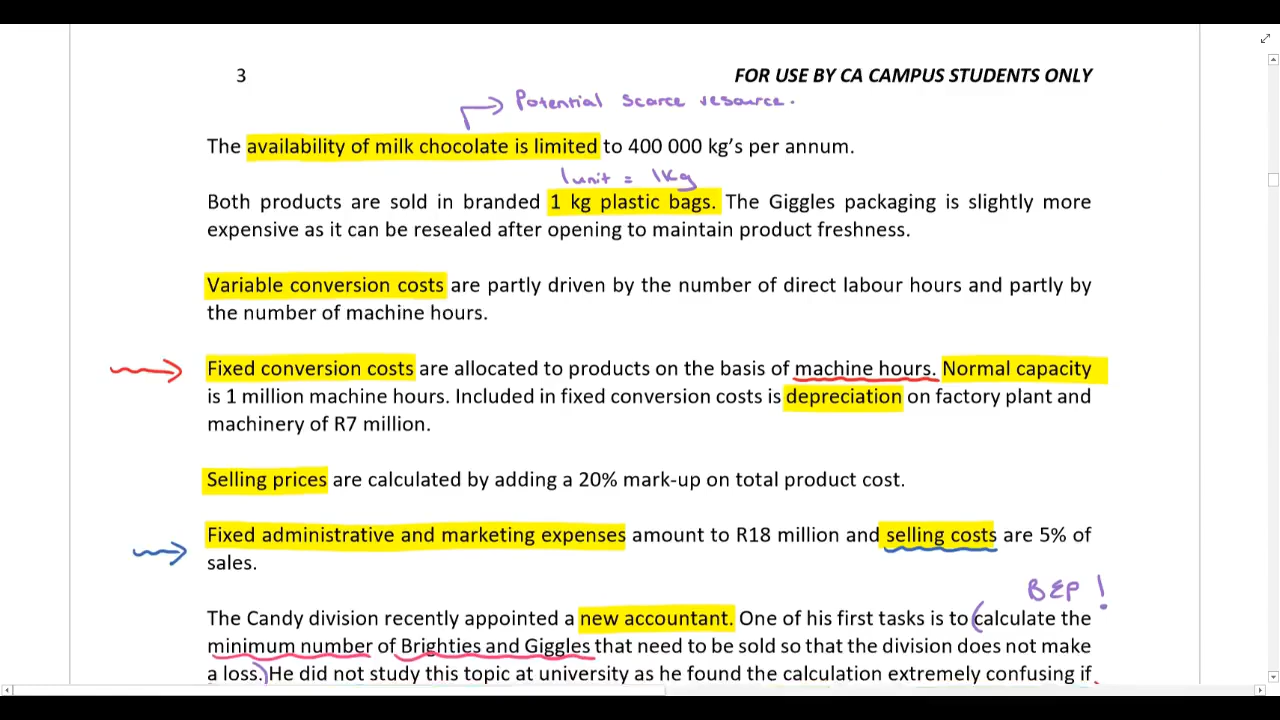 3 FOR USE BY CA CAMPUS STUDENTS ONLY
Potential scarce resource.
The availability of milk chocolate is limited to 400 000 kg’s per annum.
1 unit = 1Kg
Both products are sold in branded 1 kg plastic bags. The Giggles packaging is slightly more
expensive as it can be resealed after opening to maintain product freshness.
Variable conversion costs are partly driven by the number of direct labour hours and partly by
the number of machine hours.
Fixed conversion costs are allocated to products on the basis of machine hours. Normal capacity
is 1 million machine hours. Included in fixed conversion costs is depreciation on factory plant and
machinery of R7 million.
Selling prices are calculated by adding a 20% mark-up on total product cost.
Fixed administrative and marketing expenses amount to R18 million and selling costs are 5% of
sales.
BEP !
The Candy division recently appointed a new accountant. One of his first tasks is to (calculate the
minimum number of Brighties and Giggles that need to be sold so that the division does not make
a loss.) He did not study this topic at university as he found the calculation extremely confusing if